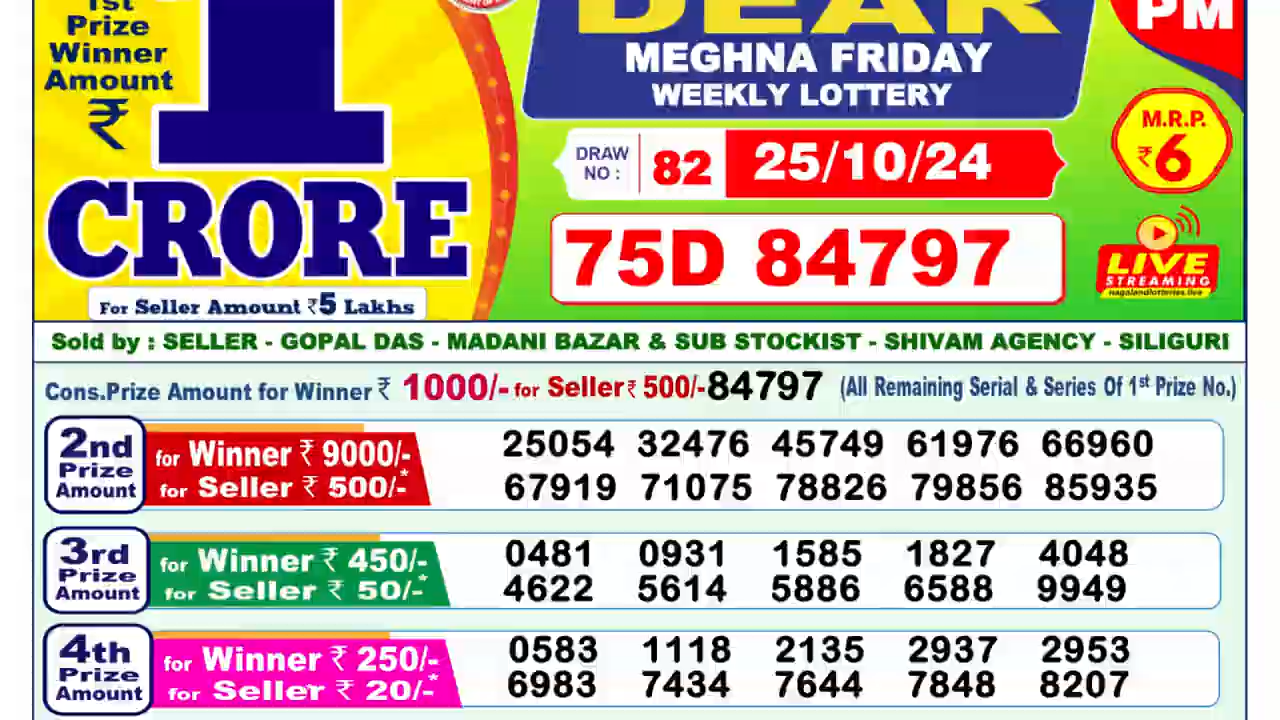 1st
Prize
Winner
Amount
₹
1
CRORE
For Seller Amount ₹5 Lakhs
DEAR
MEGHNA FRIDAY
WEEKLY LOTTERY
PM
DRAW NO : 82 25/10/24
M.R.P.
₹6
75D 84797
LIVE
STREAMING
nagalandlotteries.live
Sold by : SELLER - GOPAL DAS - MADANI BAZAR & SUB STOCKIST - SHIVAM AGENCY - SILIGURI
Cons.Prize Amount for Winner ₹ 1000/- for Seller ₹ 500/- 84797 (All Remaining Serial & Series Of 1st Prize No.)
2nd
Prize
Amount
for Winner ₹ 9000/-
for Seller ₹ 500/-*
25054 32476 45749 61976 66960
67919 71075 78826 79856 85935
3rd
Prize
Amount
for Winner ₹ 450/-
for Seller ₹ 50/-*
0481 0931 1585 1827 4048
4622 5614 5886 6588 9949
4th
Prize
Amount
for Winner ₹ 250/-
for Seller ₹ 20/-*
0583 1118 2135 2937 2953
6983 7434 7644 7848 8207